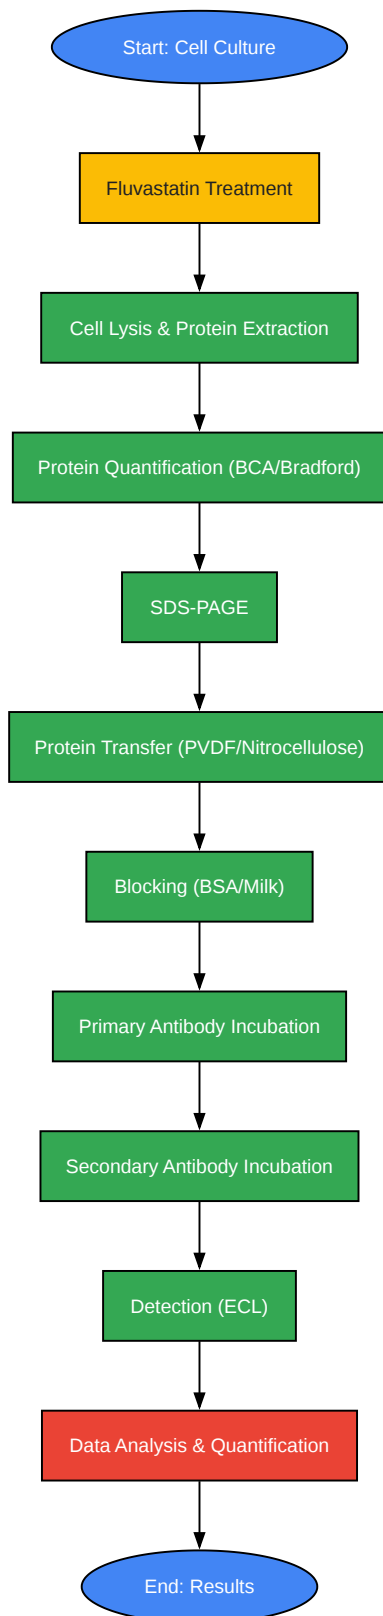 Start: Cell Culture
Fluvastatin Treatment
Cell Lysis & Protein Extraction
Protein Quantification (BCA/Bradford)
SDS-PAGE
Protein Transfer (PVDF/Nitrocellulose)
Blocking (BSA/Milk)
Primary Antibody Incubation
Secondary Antibody Incubation
Detection (ECL)
Data Analysis & Quantification
End: Results